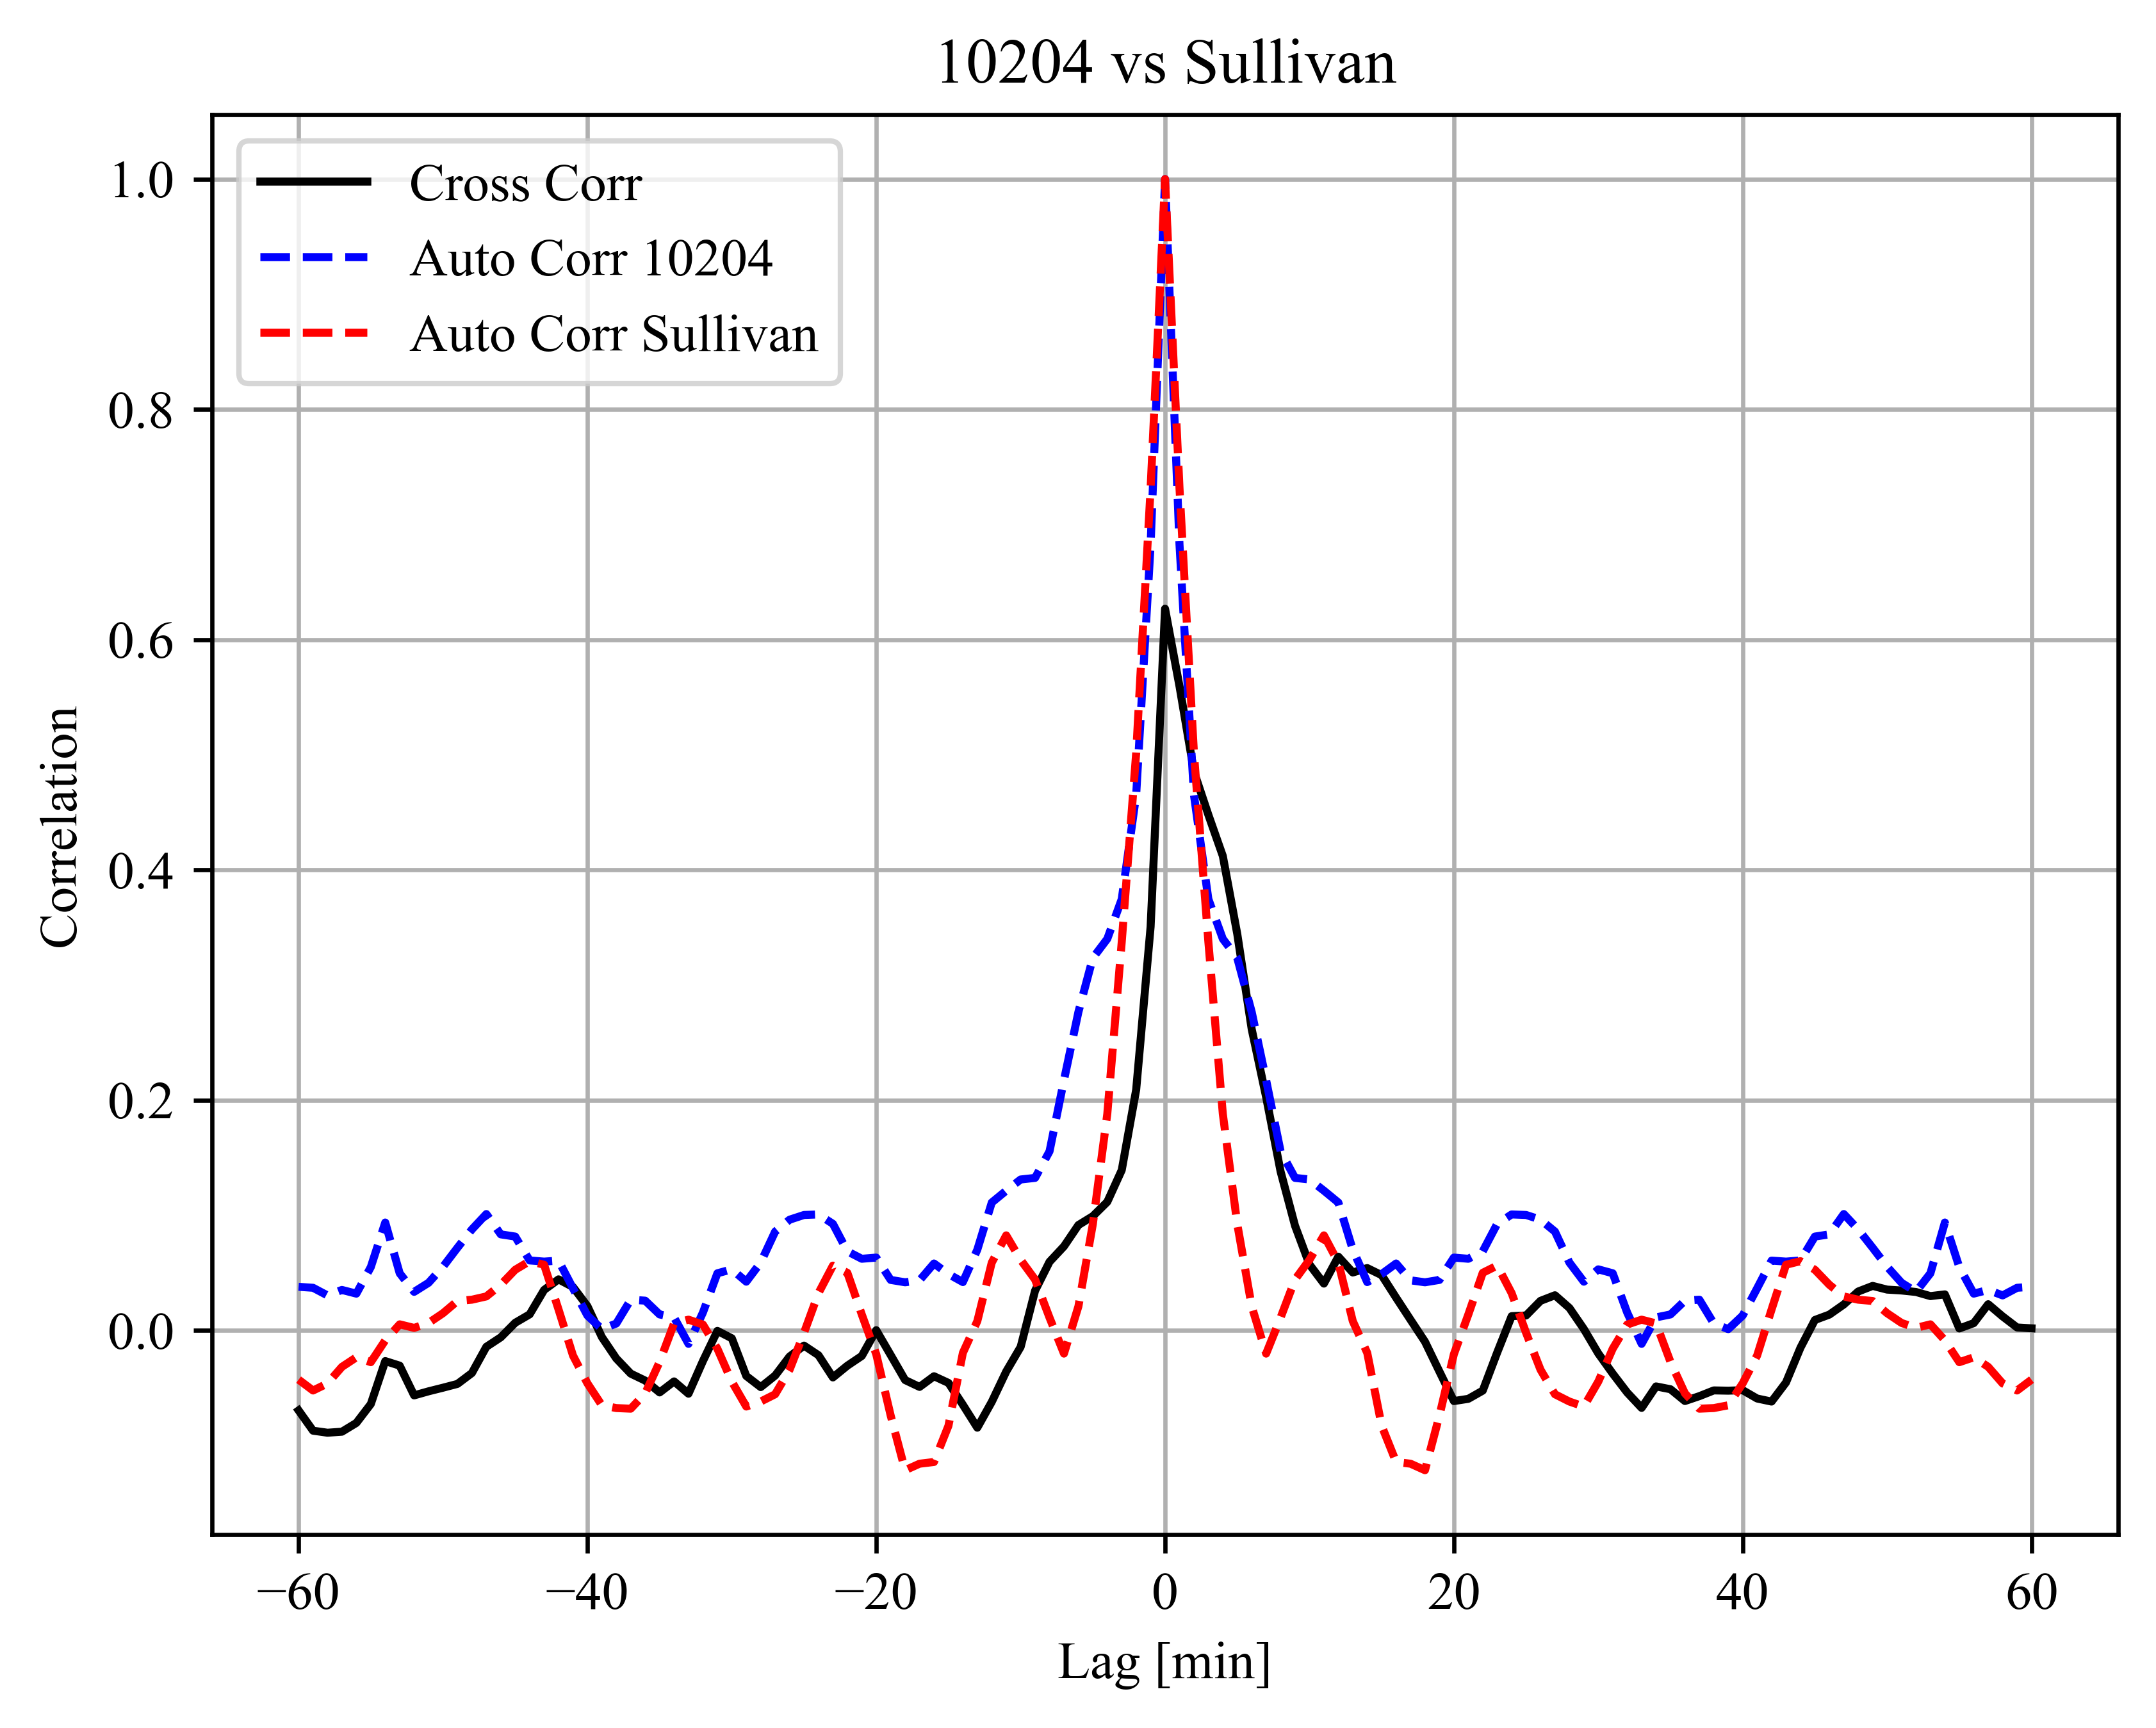 10204 vs Sullivan
Cross Corr
Auto Corr 10204
Auto Corr Sullivan
1.0
0.8
0.6
0.4
0.2
0.0
Correlation
−60 −40 −20 0 20 40 60
Lag [min]